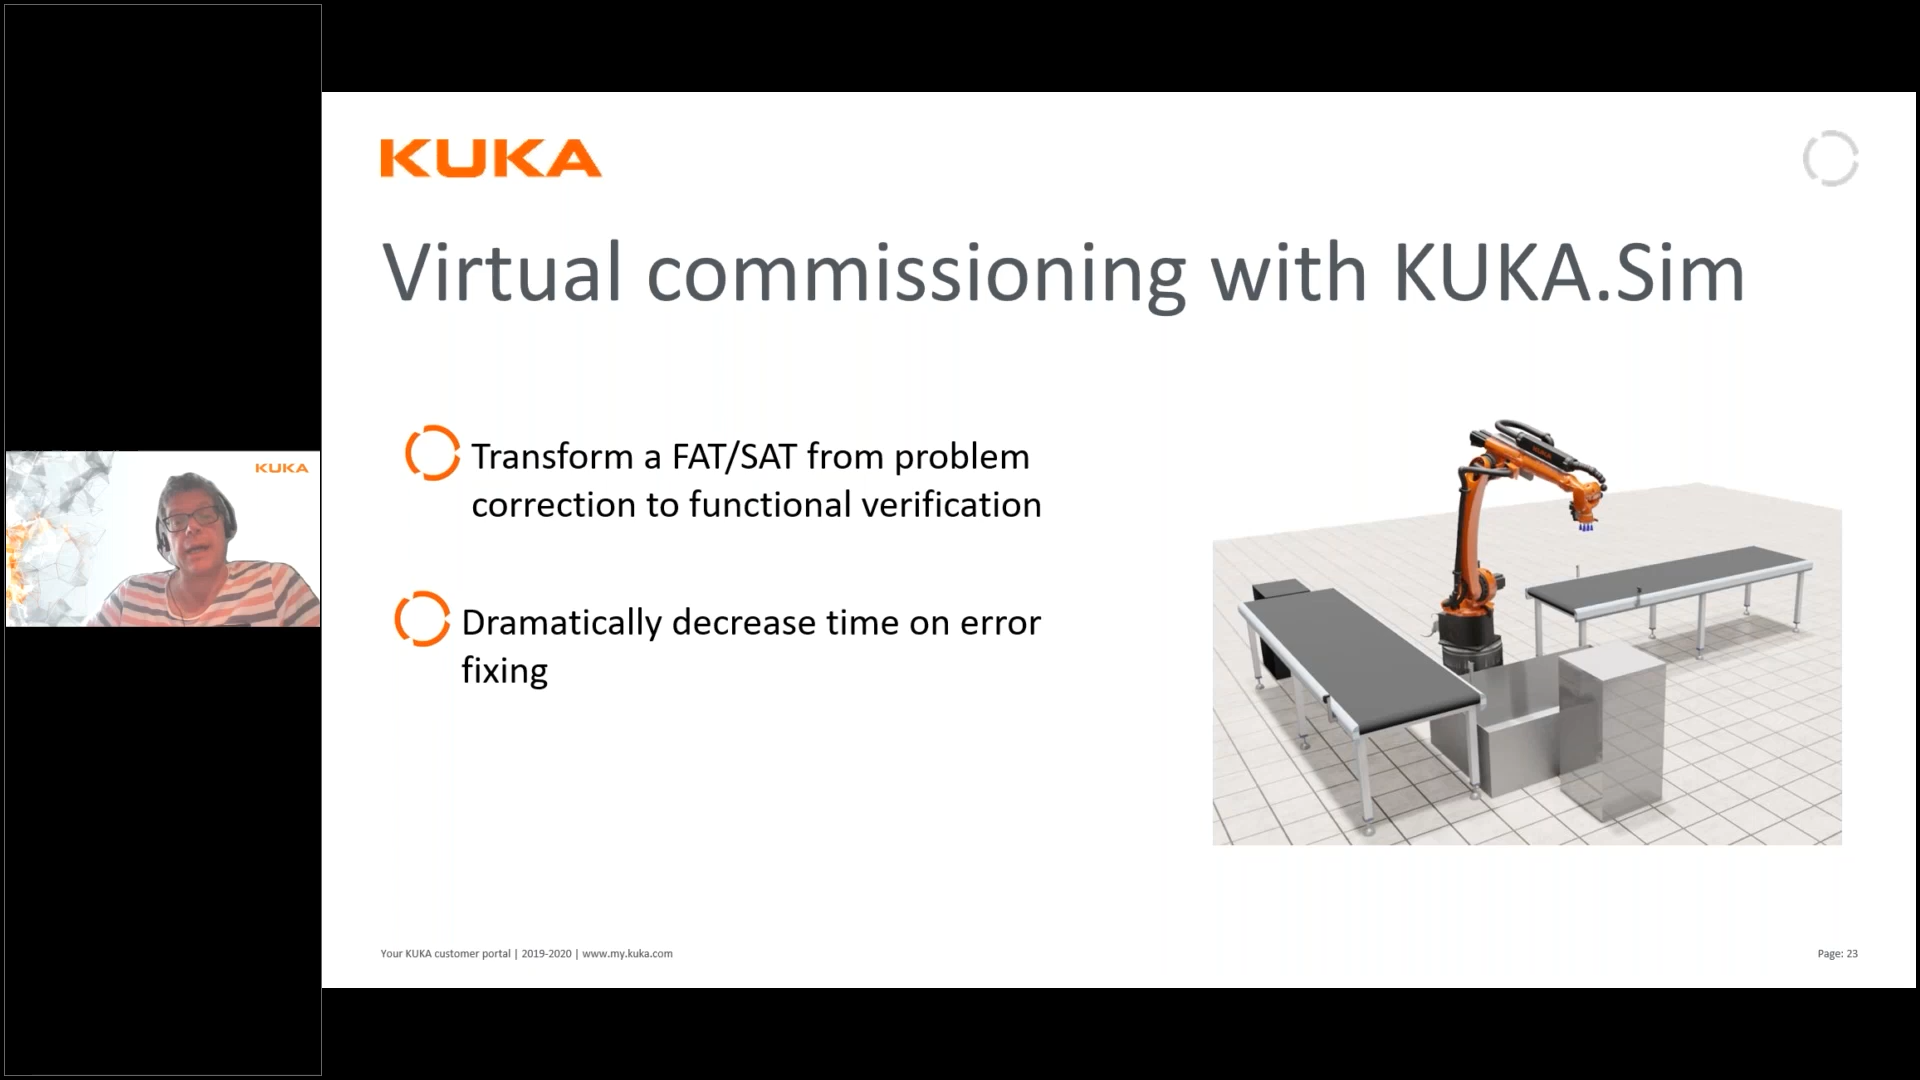 KUKA
Virtual commissioning with KUKA.Sim
Transform a FAT/SAT from problem
correction to functional verification
Dramatically decrease time on error
fixing
KUKA
Your KUKA customer portal | 2019-2020 | www.my.kuka.com
Page: 23